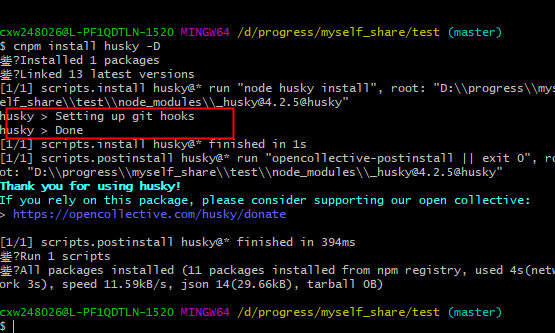 cxw248026@L-PF1QDTLN-1520 MINGW64 /d/progress/myself_share/test (master)
$ cnpm install husky -D
鉁?Installed 1 packages
鉁?Linked 13 latest versions
[1/1] scripts.install husky@* run "node husky install", root: "D:\\progress\\mys
elf_share\\test\\node_modules\\_husky@4.2.5@husky"
husky > Setting up git hooks
husky > Done
[1/1] scripts.install husky@* finished in 1s
[1/1] scripts.postinstall husky@* run "opencollective-postinstall || exit 0", ro
ot: "D:\\progress\\myself_share\\test\\node_modules\\_husky@4.2.5@husky"
Thank you for using husky!
If you rely on this package, please consider supporting our open collective:
> https://opencollective.com/husky/donate

[1/1] scripts.postinstall husky@* finished in 394ms
鉁?Run 1 scripts
鉁?All packages installed (11 packages installed from npm registry, used 4s(netw
ork 3s), speed 11.59kB/s, json 14(29.66kB), tarball 0B)

cxw248026@L-PF1QDTLN-1520 MINGW64 /d/progress/myself_share/test (master)
$